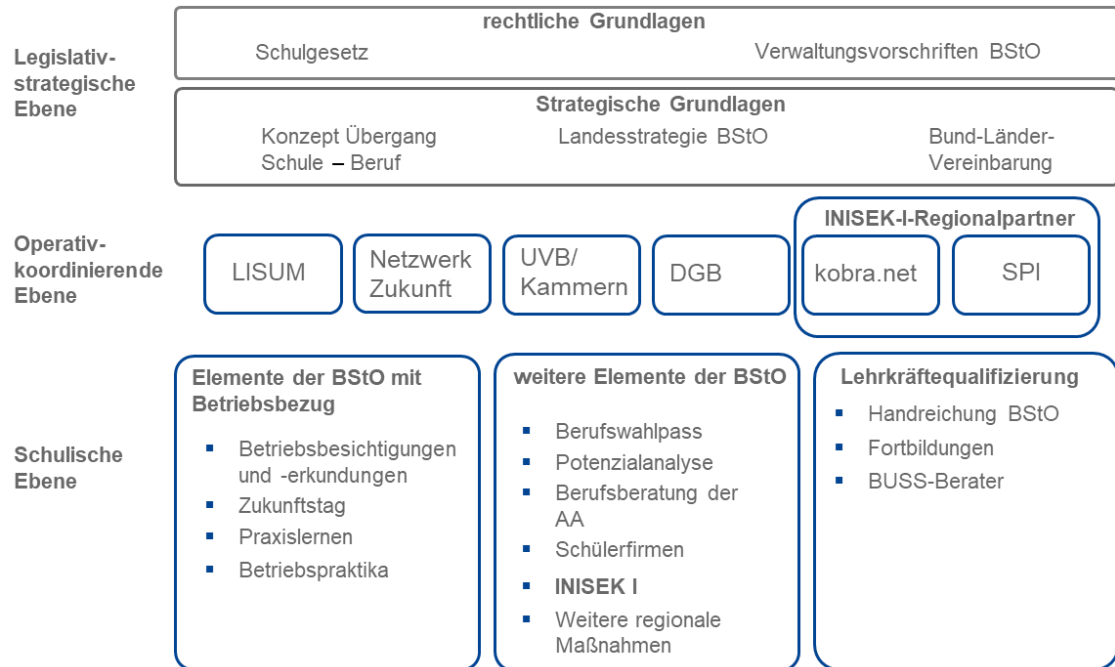 Legislativ-
strategische
Ebene
rechtliche Grundlagen
Schulgesetz
Verwaltungsvorschriften BStO
Strategische Grundlagen
Konzept Übergang
Schule – Beruf
Landesstrategie BStO
Bund-Länder-
Vereinbarung
Operativ-
koordinierende
Ebene
LISUM
Netzwerk
Zukunft
UVB/
Kammern
DGB
INISEK-I-Regionalpartner
kobra.net
SPI
Schulische
Ebene
Elemente der BStO mit
Betriebsbezug
▪ Betriebsbesichtigungen
und -erkundungen
▪ Zukunftstag
▪ Praxislernen
▪ Betriebspraktika
weitere Elemente der BStO
▪ Berufswahlpass
▪ Potenzialanalyse
▪ Berufsberatung der
AA
▪ Schülerfirmen
▪ INISEK I
▪ Weitere regionale
Maßnahmen
Lehrkräftequalifizierung
▪ Handreichung BStO
▪ Fortbildungen
▪ BUSS-Berater